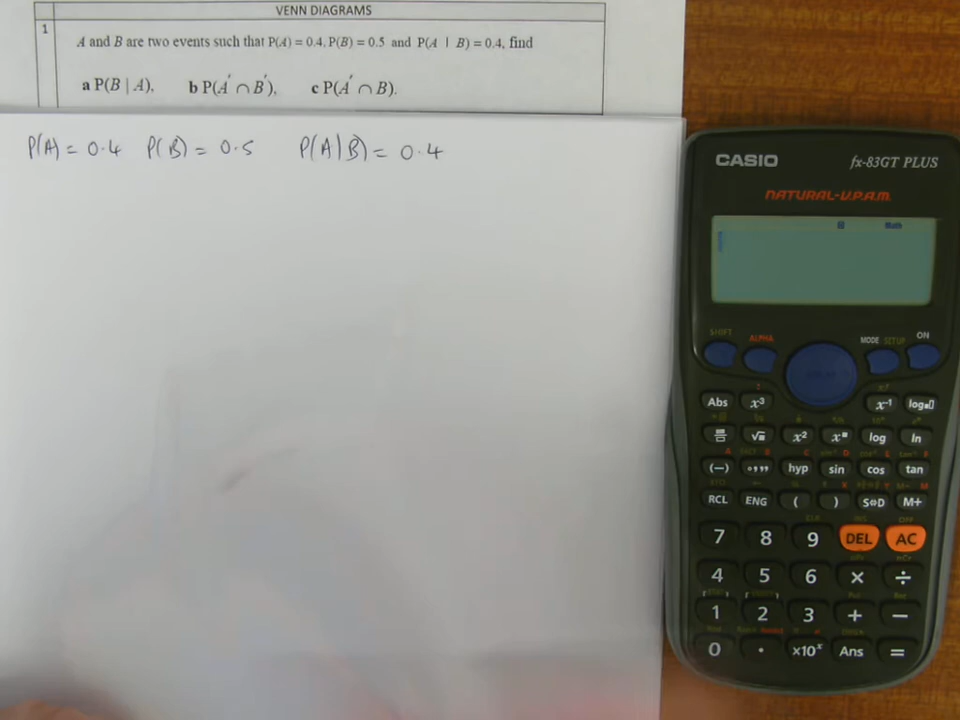 VENN DIAGRAMS
1
A and B are two events such that P(A) = 0.4, P(B) = 0.5 and P(A | B) = 0.4, find
a P(B | A), b P(A′ ∩ B′), c P(A′ ∩ B).
P(A) = 0.4 P(B) = 0.5 P(A|B) = 0.4
CASIO fx-83GT PLUS
NATURAL-V.P.A.M.
Math
SHIFT ALPHA MODE SETUP ON
Abs x³ x⁻¹ log
√ x² log ln
(−) hyp sin cos tan
RCL ENG ( ) S⇔D M+
7 8 9 DEL AC
4 5 6 × ÷
1 2 3 + −
0 · ×10ˣ Ans =